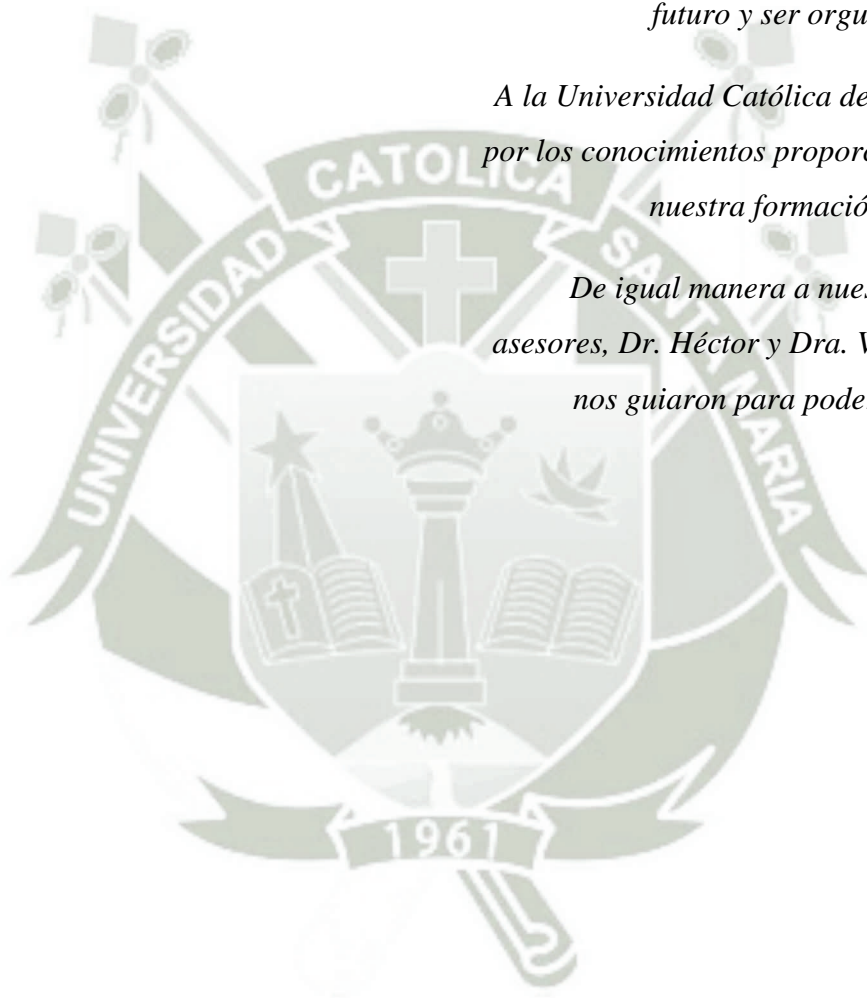 futuro y ser orgu
A la Universidad Católica de
por los conocimientos propor
nuestra formació
De igual manera a nues
asesores, Dr. Héctor y Dra. V
nos guiaron para pode
UNIVERSIDAD CATOLICA SANTA MARIA
1961